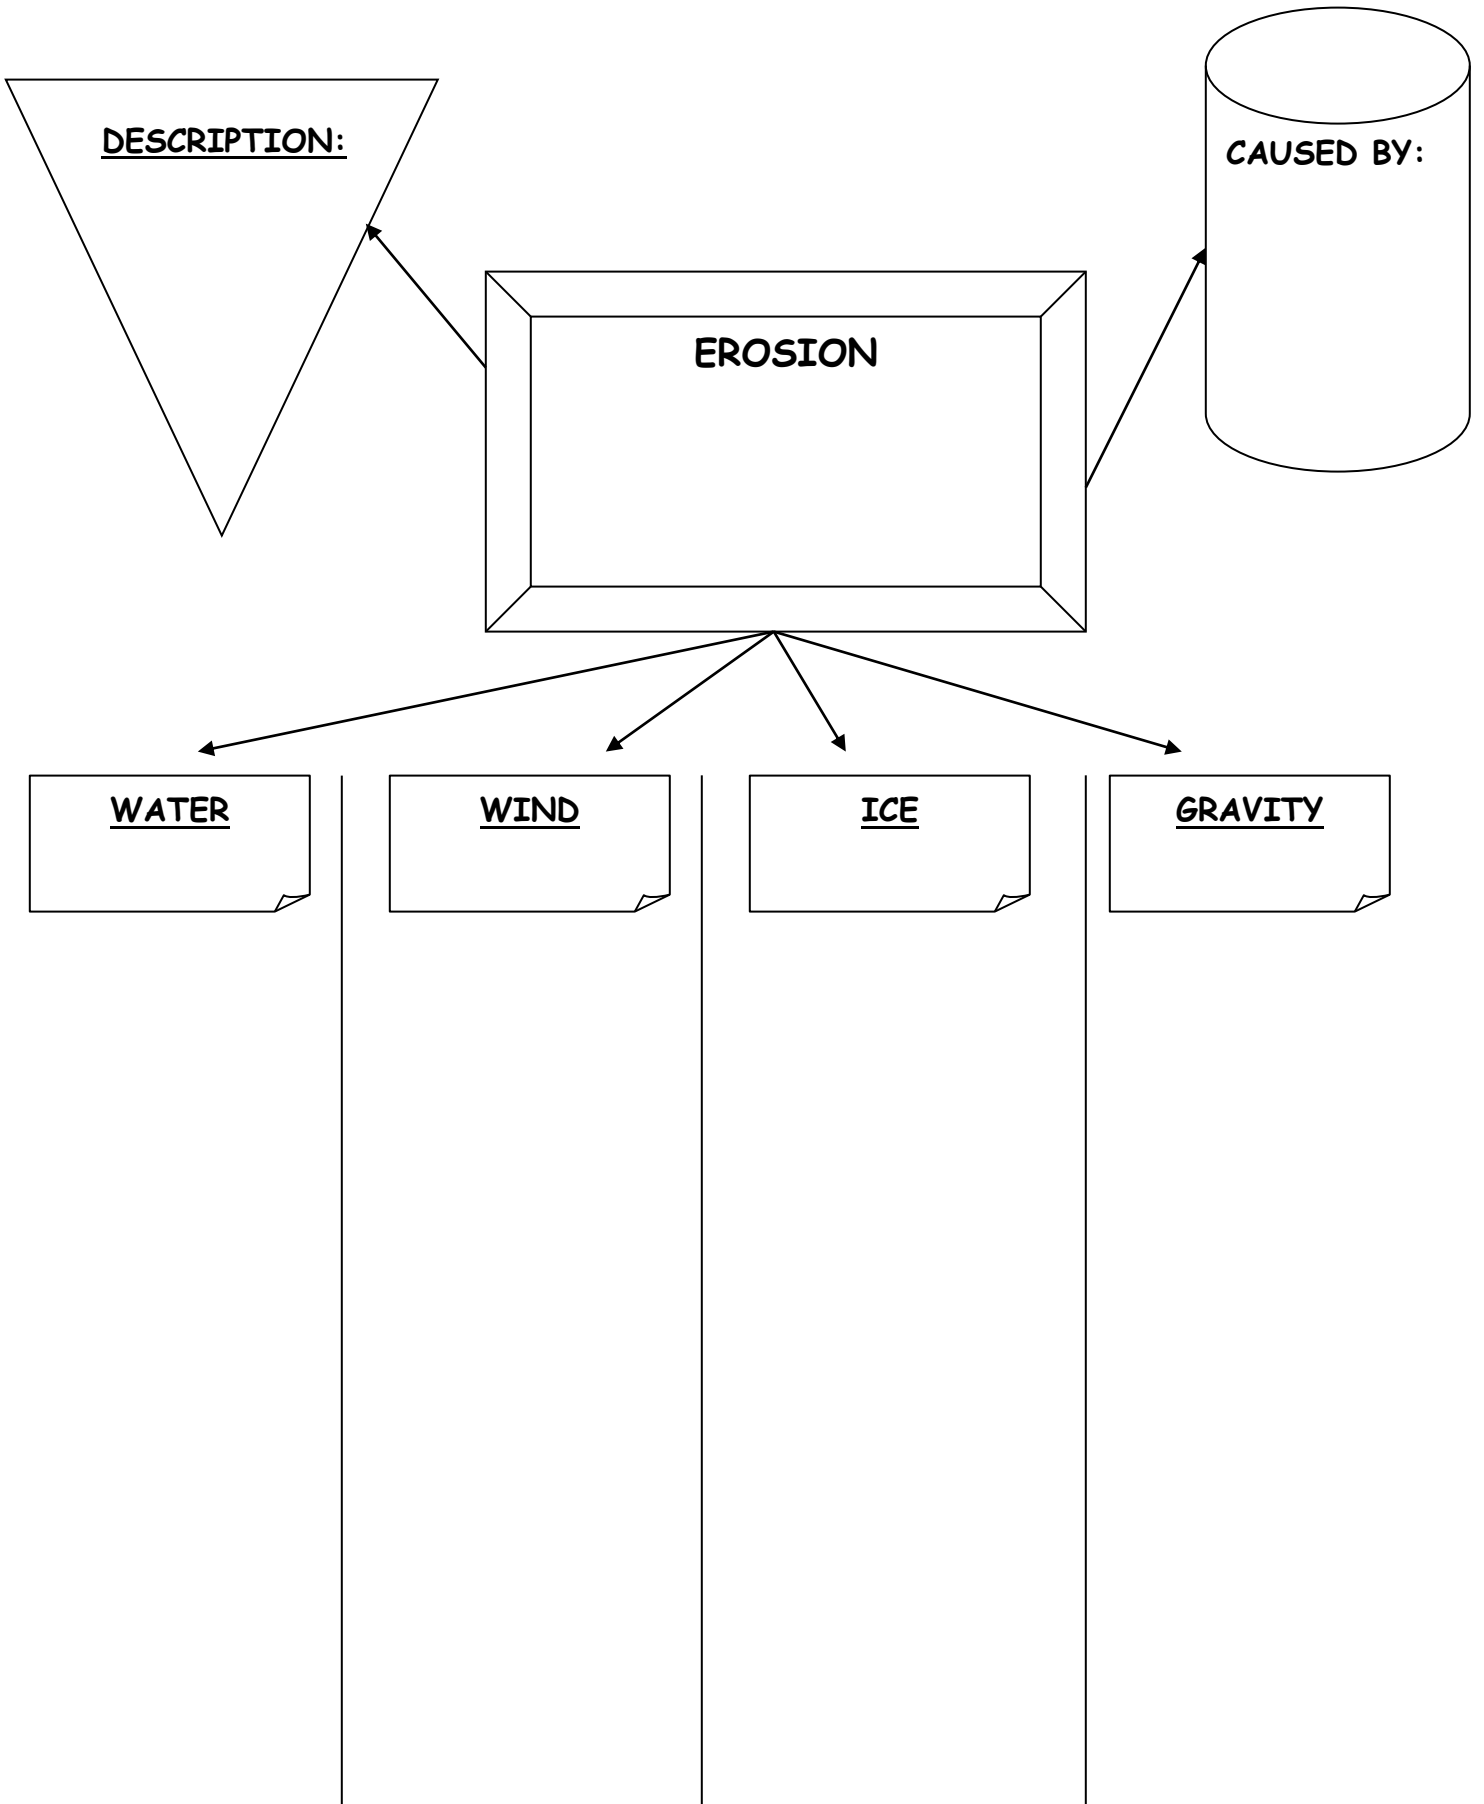 DESCRIPTION:
CAUSED BY:
EROSION
WATER
WIND
ICE
GRAVITY